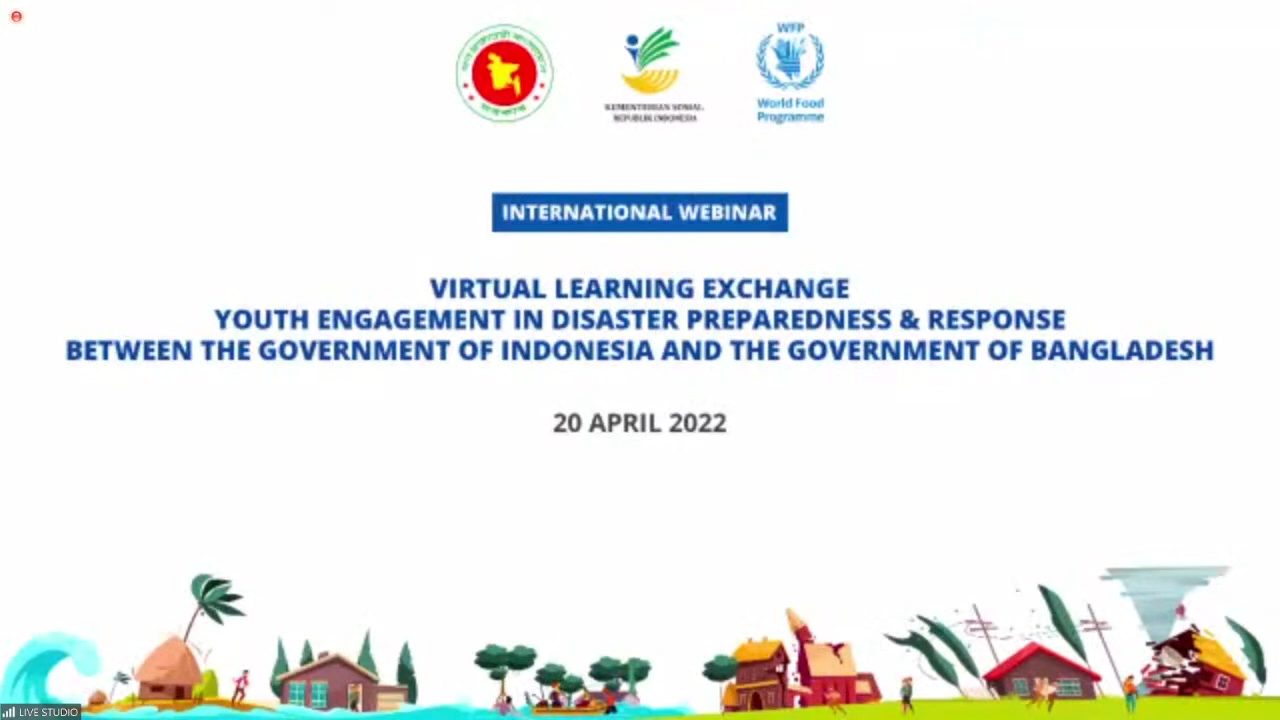 WFP
KEMENTERIAN SOSIAL
REPUBLIK INDONESIA
World Food
Programme
INTERNATIONAL WEBINAR
VIRTUAL LEARNING EXCHANGE
YOUTH ENGAGEMENT IN DISASTER PREPAREDNESS & RESPONSE
BETWEEN THE GOVERNMENT OF INDONESIA AND THE GOVERNMENT OF BANGLADESH
20 APRIL 2022
LIVE STUDIO